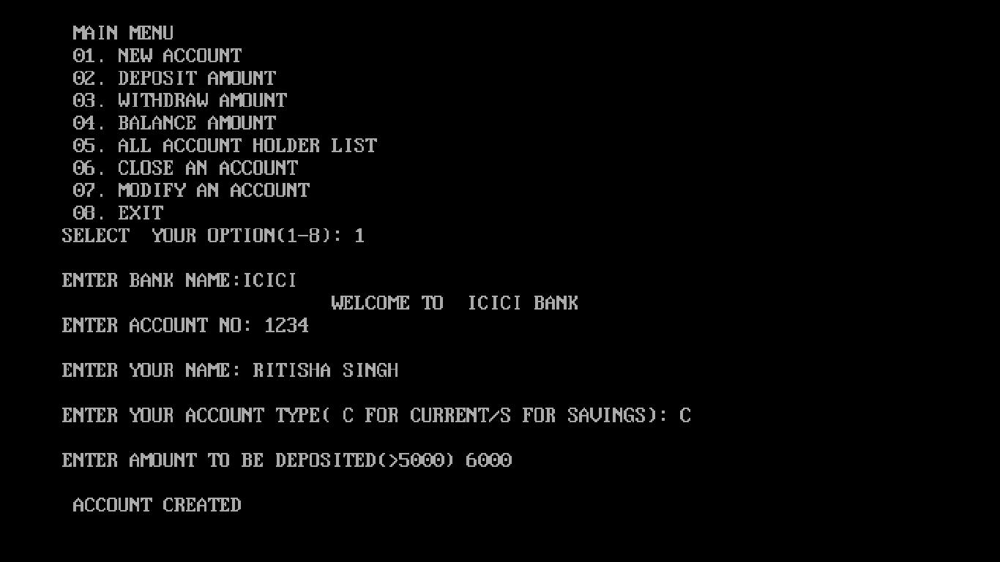 MAIN MENU
01. NEW ACCOUNT
02. DEPOSIT AMOUNT
03. WITHDRAW AMOUNT
04. BALANCE AMOUNT
05. ALL ACCOUNT HOLDER LIST
06. CLOSE AN ACCOUNT
07. MODIFY AN ACCOUNT
08. EXIT
SELECT  YOUR OPTION(1-8): 1
ENTER BANK NAME:ICICI
WELCOME TO  ICICI BANK
ENTER ACCOUNT NO: 1234
ENTER YOUR NAME: RITISHA SINGH
ENTER YOUR ACCOUNT TYPE( C FOR CURRENT/S FOR SAVINGS): C
ENTER AMOUNT TO BE DEPOSITED(>5000) 6000
ACCOUNT CREATED